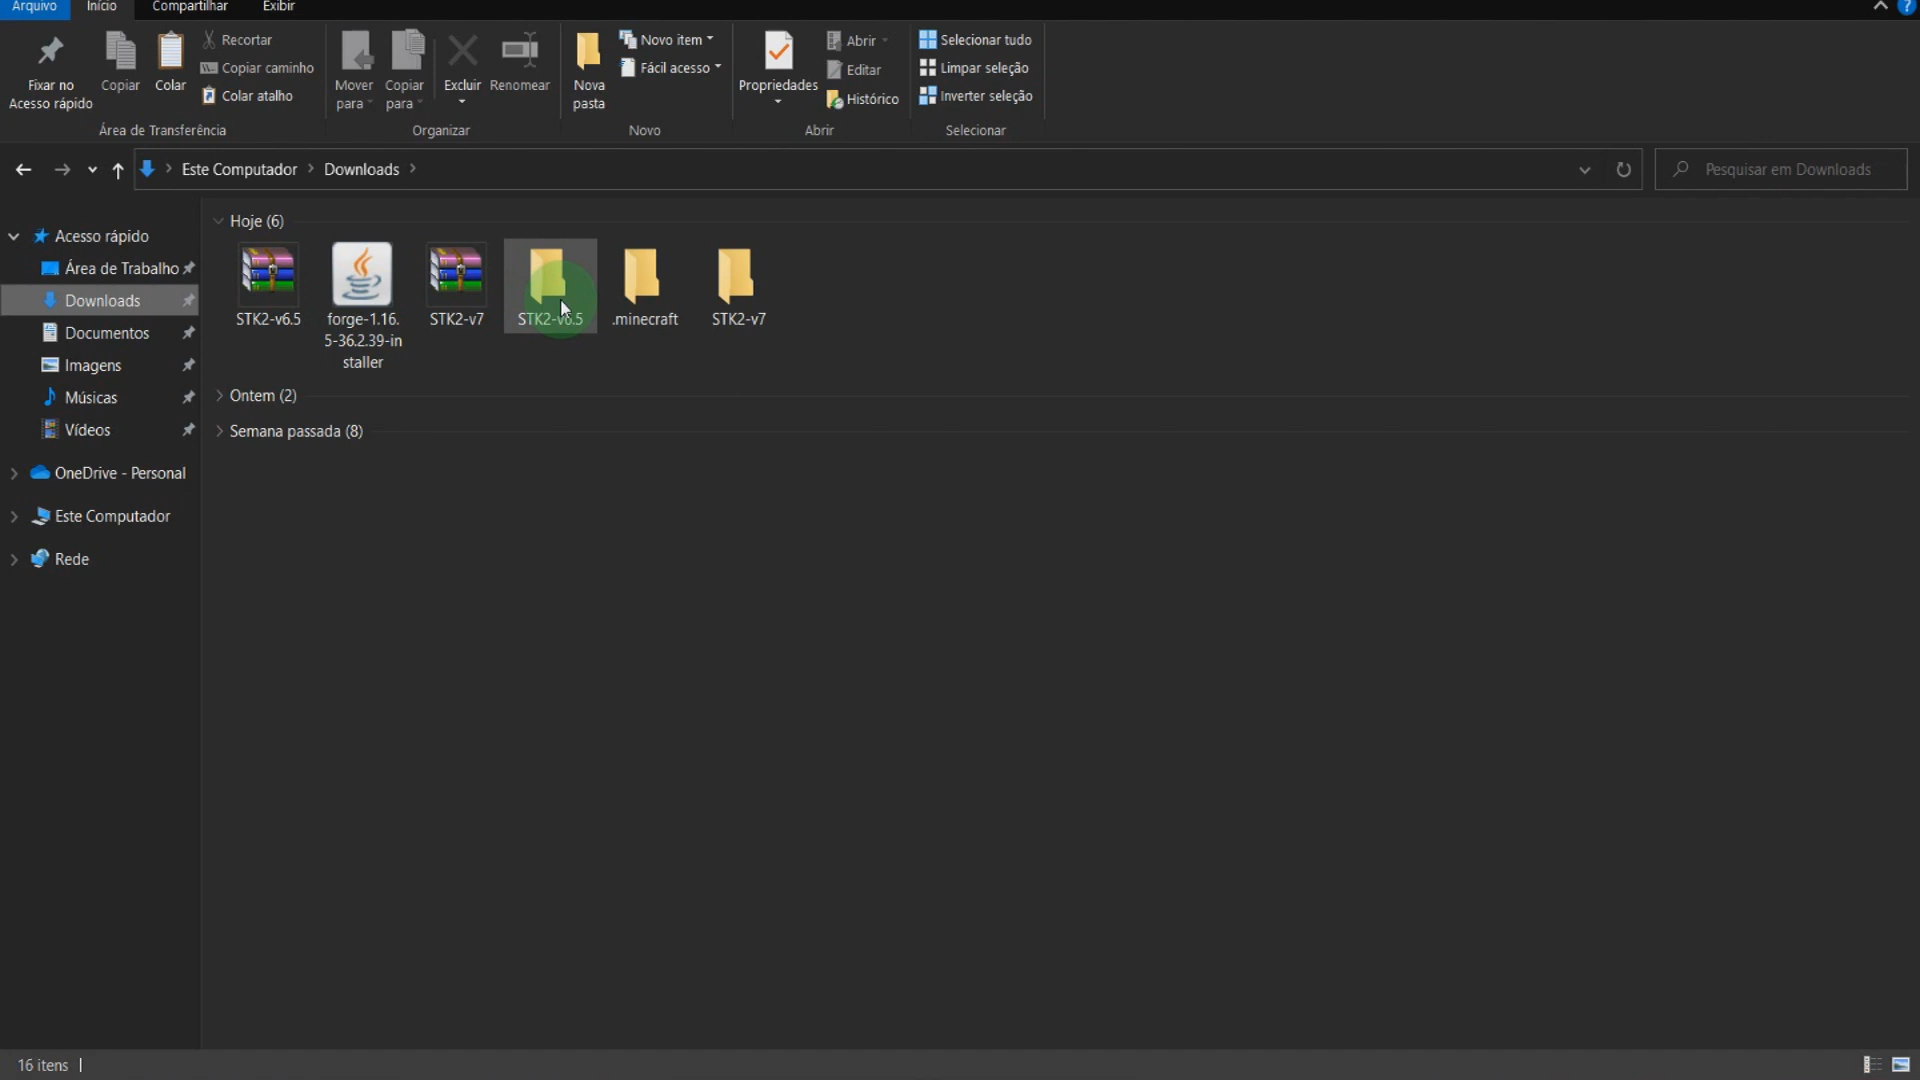 Arquivo Início Compartilhar Exibir
Fixar no
Acesso rápido
Copiar
Colar
Recortar
Copiar caminho
Colar atalho
Área de Transferência
Mover
para
Copiar
para
Excluir
Renomear
Organizar
Nova
pasta
Novo item
Fácil acesso
Novo
Propriedades
Abrir
Editar
Histórico
Abrir
Selecionar tudo
Limpar seleção
Inverter seleção
Selecionar
Este Computador Downloads
Pesquisar em Downloads
Acesso rápido
Área de Trabalho
Downloads
Documentos
Imagens
Músicas
Vídeos
OneDrive - Personal
Este Computador
Rede
Hoje (6)
STK2-v6.5
forge-1.16.
5-36.2.39-in
staller
STK2-v7
STK2-v6.5
.minecraft
STK2-v7
Ontem (2)
Semana passada (8)
16 itens